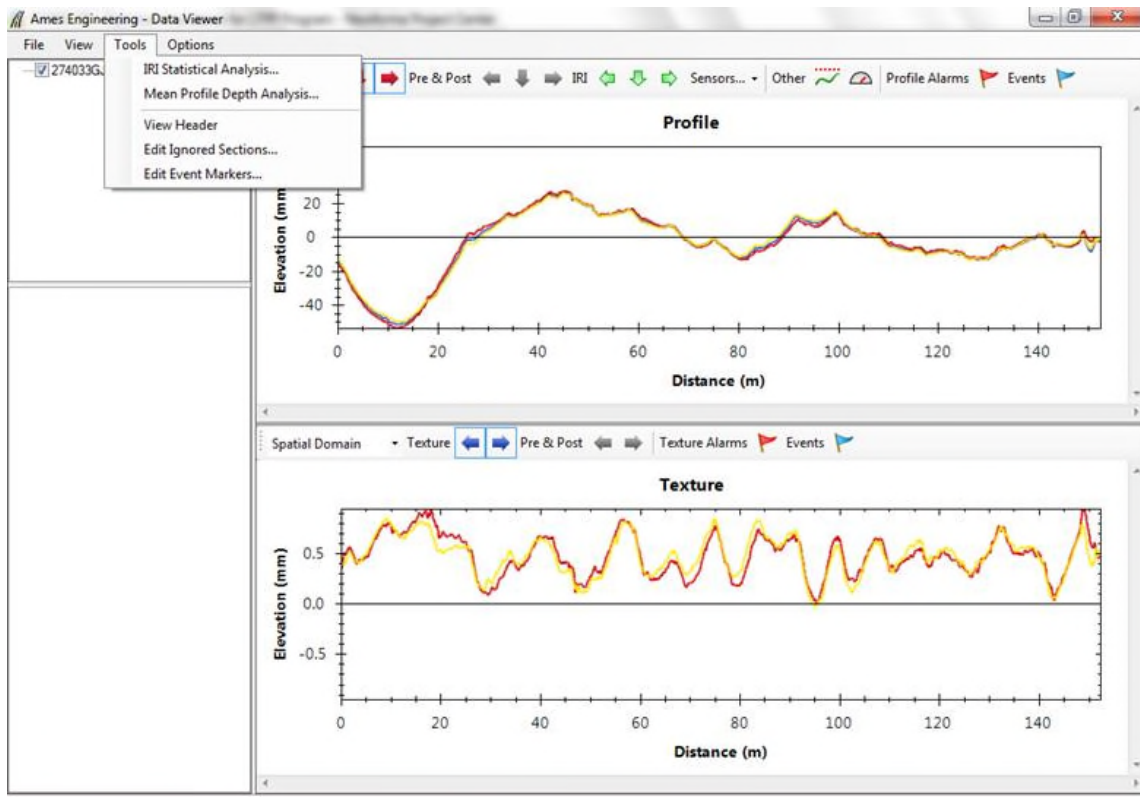 Ames Engineering - Data Viewer
File View Tools Options
274033GJ
IRI Statistical Analysis...
Mean Profile Depth Analysis...
View Header
Edit Ignored Sections...
Edit Event Markers...
Pre & Post IRI Sensors... Other Profile Alarms Events
Profile
Elevation (mm
20
0
-20
-40
0 20 40 60 80 100 120 140
Distance (m)
Spatial Domain Texture Pre & Post Texture Alarms Events
Texture
Elevation (mm)
0.5
0.0
-0.5
0 20 40 60 80 100 120 140
Distance (m)